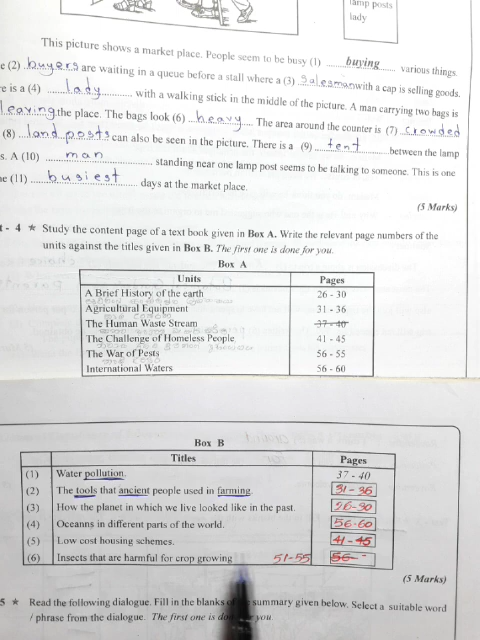 lamp posts
lady
This picture shows a market place. People seem to be busy (1) buying various things.
e (2) buyers are waiting in a queue before a stall where a (3) salesman with a cap is selling goods.
re is a (4) lady with a walking stick in the middle of the picture. A man carrying two bags is
leaving the place. The bags look (6) heavy. The area around the counter is (7) crowded
(8) land posts can also be seen in the picture. There is a (9) tent between the lamp
s. A (10) man standing near one lamp post seems to be talking to someone. This is one
he (11) busiest days at the market place.
(5 Marks)
t - 4 ★ Study the content page of a text book given in Box A. Write the relevant page numbers of the
units against the titles given in Box B. The first one is done for you.
Box A
Units Pages
A Brief History of the earth 26 - 30
Agricultural Equipment 31 - 36
The Human Waste Stream 37 - 40
The Challenge of Homeless People 41 - 45
The War of Pests 56 - 55
International Waters 56 - 60
Box B
Titles Pages
(1) Water pollution. 37 - 40
(2) The tools that ancient people used in farming. 31 - 36
(3) How the planet in which we live looked like in the past. 26-30
(4) Oceanns in different parts of the world. 56-60
(5) Low cost housing schemes. 41 - 45
(6) Insects that are harmful for crop growing 51-55 56-
(5 Marks)
5 ★ Read the following dialogue. Fill in the blanks summary given below. Select a suitable word
/ phrase from the dialogue. The first one is you.